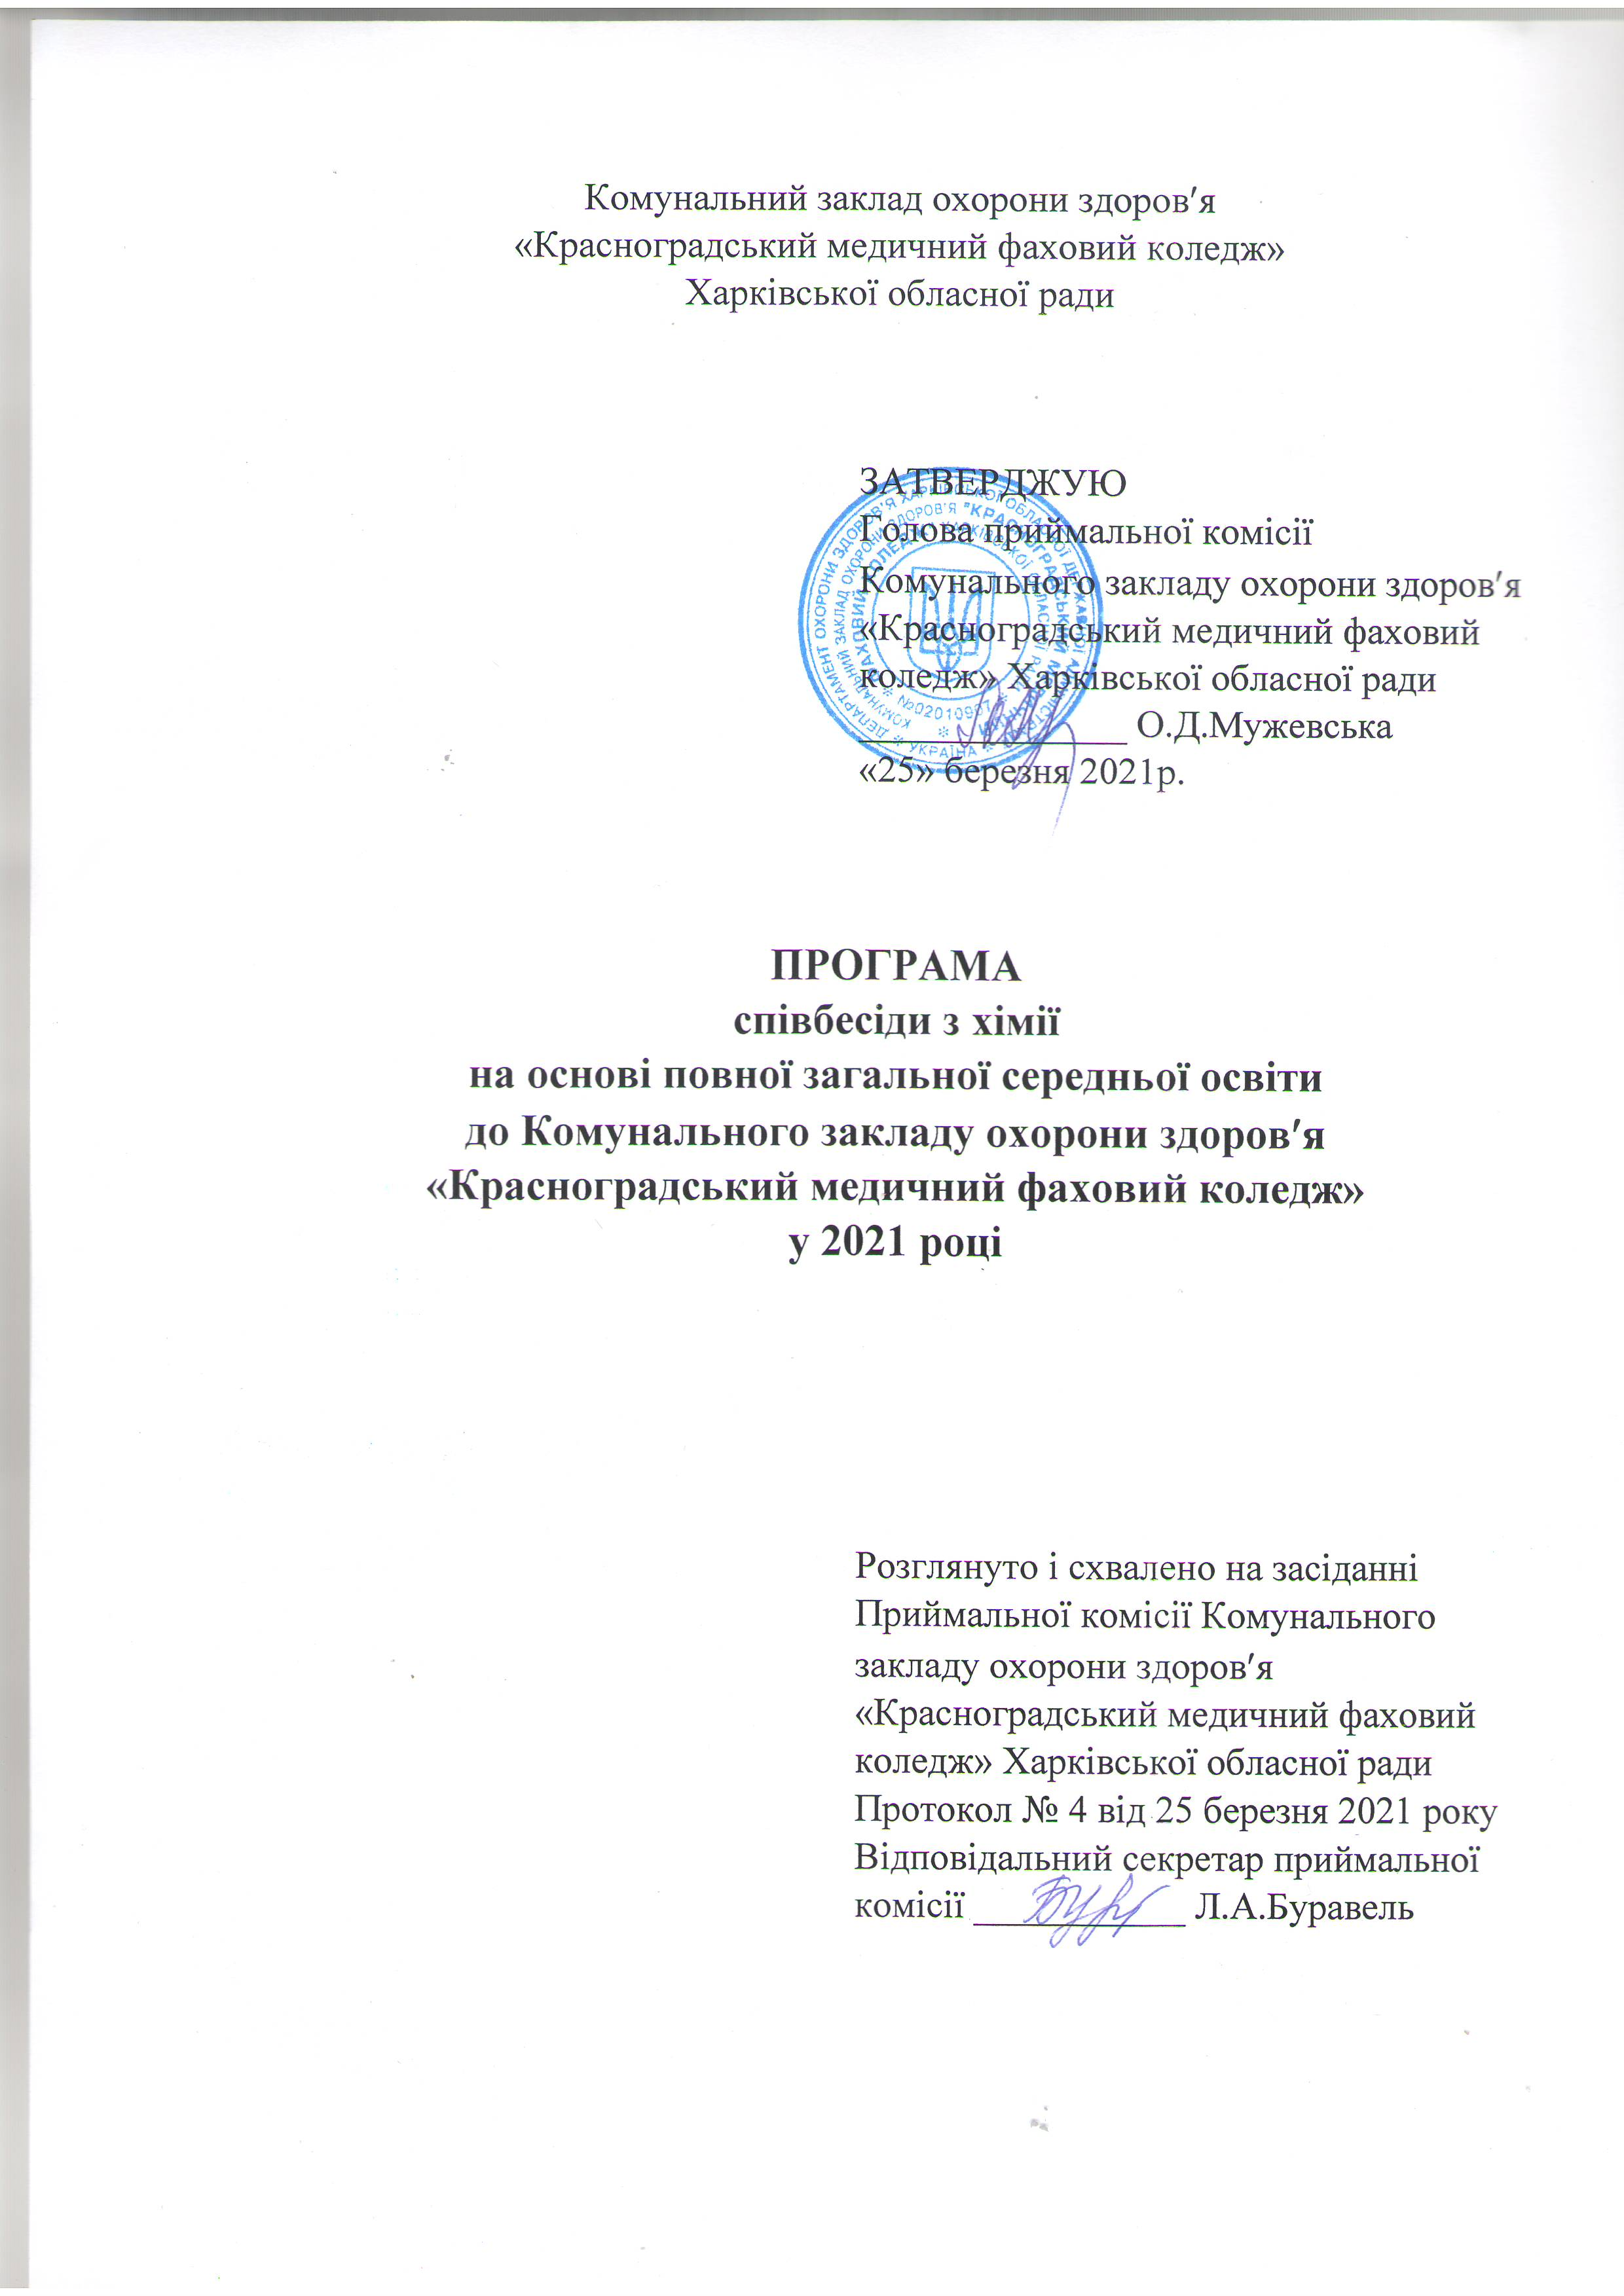 Комунальний заклад охорони здоров′я
«Красноградський медичний фаховий коледж»
Харківської обласної ради
ЗАТВЕРДЖУЮ
Голова приймальної комісії
Комунального закладу охорони здоров′я
«Красноградський медичний фаховий
коледж» Харківської обласної ради
О.Д.Мужевська
«25» березня 2021р.
УКРАЇНА
№02010907
ПРОГРАМА
співбесіди з хімії
на основі повної загальної середньої освіти
до Комунального закладу охорони здоров′я
«Красноградський медичний фаховий коледж»
у 2021 році
Розглянуто і схвалено на засіданні
Приймальної комісії Комунального
закладу охорони здоров′я
«Красноградський медичний фаховий
коледж» Харківської обласної ради
Протокол № 4 від 25 березня 2021 року
Відповідальний секретар приймальної
комісії ___________ Л.А.Буравель